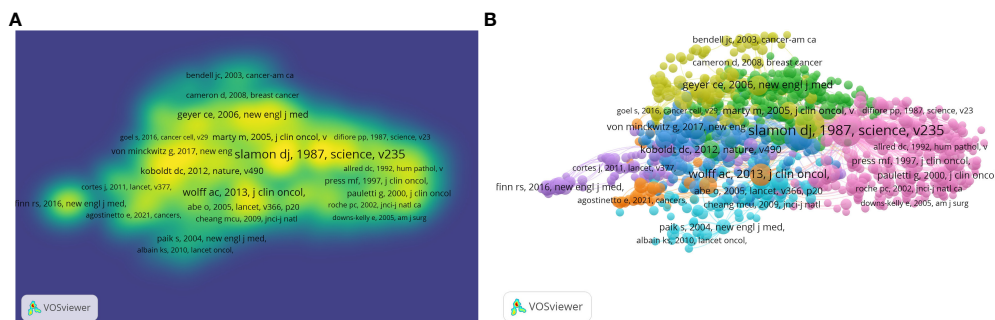 A
bendell jc, 2003, cancer-am ca
cameron d, 2008, breast cancer
geyer ce, 2006, new engl j med
goel s, 2016, cancer cell, v29 marty m, 2005, j clin oncol, v difiore pp, 1987, science, v23
von minckwitz g, 2017, new eng slamon dj, 1987, science, v235
koboldt dc, 2012, nature, v490 allred dc, 1992, hum pathol, v
press mf, 1997, j clin oncol,
cortes j, 2011, lancet, v377, wolff ac, 2013, j clin oncol, pauletti g, 2000, j clin oncol
finn rs, 2016, new engl j med, abe o, 2005, lancet, v366, p20 roche pc, 2002, jnci-j natl ca
agostinetto e, 2021, cancers, cheang mcu, 2009, jnci-j natl downs-kelly e, 2005, am j surg
paik s, 2004, new engl j med,
albain ks, 2010, lancet oncol,
VOSviewer
B
bendell jc, 2003, cancer-am ca
cameron d, 2008, breast cancer
geyer ce, 2006, new engl j med
goel s, 2016, cancer cell, v29 marty m, 2005, j clin oncol, v difiore pp, 1987, science, v23
von minckwitz g, 2017, new eng slamon dj, 1987, science, v235
koboldt dc, 2012, nature, v490 allred dc, 1992, hum pathol, v
press mf, 1997, j clin oncol,
cortes j, 2011, lancet, v377, wolff ac, 2013, j clin oncol, pauletti g, 2000, j clin onco
finn rs, 2016, new engl j med, abe o, 2005, lancet, v366, p20 roche pc, 2002, jnci-j natl ca
agostinetto e, 2021, cancers, cheang mcu, 2009, jnci-j natl downs-kelly e, 2005, am j surg
paik s, 2004, new engl j med,
albain ks, 2010, lancet oncol,
VOSviewer